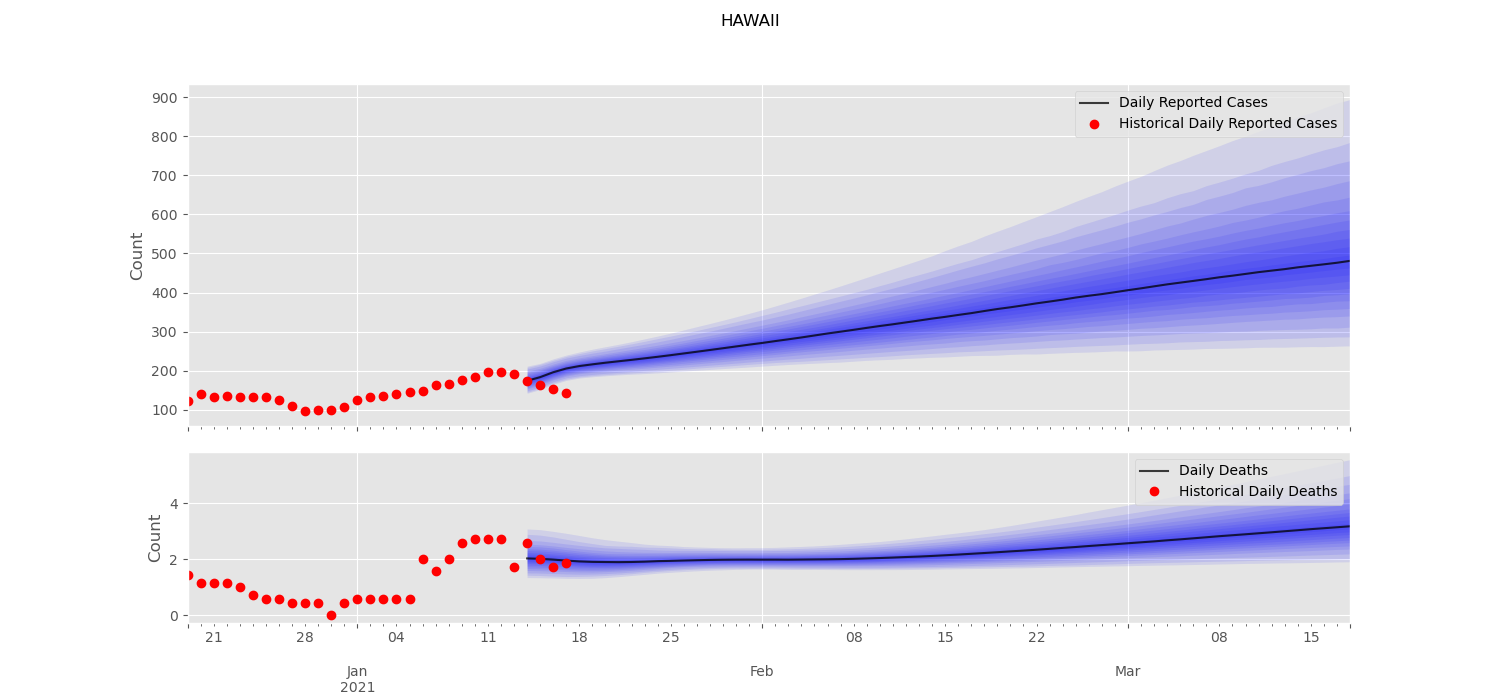 HAWAII
900
800
700
600
500
400
300
200
100
Count
Daily Reported Cases
Historical Daily Reported Cases
4
2
0
Count
Daily Deaths
Historical Daily Deaths
21 28 04 11 18 25 08 15 22 08 15
Jan Feb Mar
2021